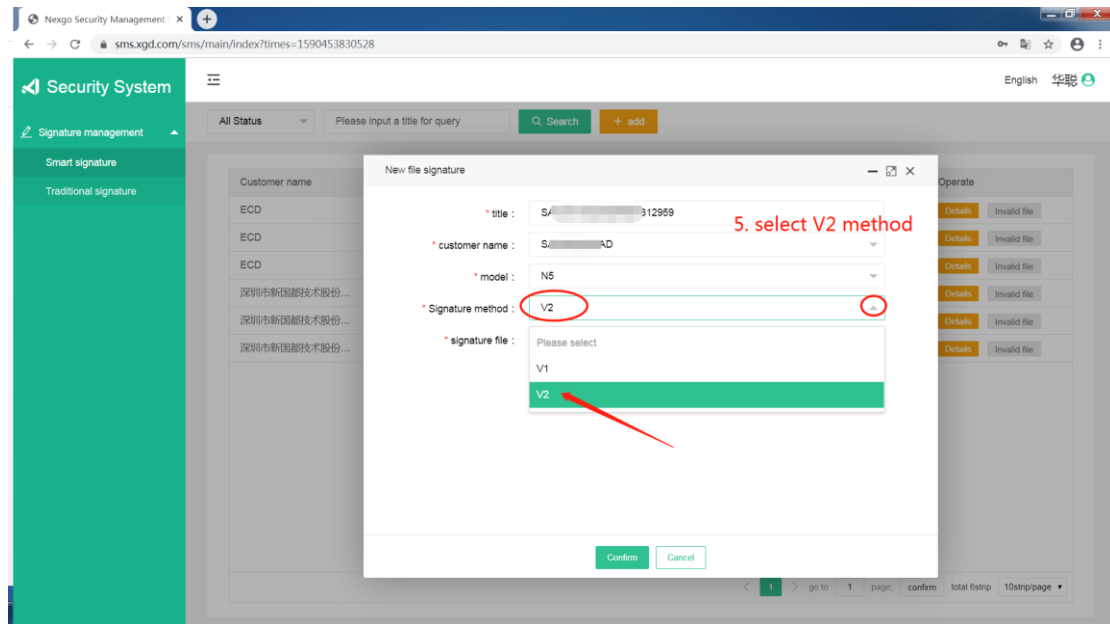 Nexgo Security Management
sms.xgd.com/sms/main/index?times=1590453830528
Security System
English 华聪
Signature management
Smart signature
Traditional signature
All Status
Please input a title for query
Search
+ add
Customer name
Operate
ECD
Details Invalid file
ECD
Details Invalid file
ECD
Details Invalid file
深圳市新国都技术股份...
Details Invalid file
深圳市新国都技术股份...
Details Invalid file
深圳市新国都技术股份...
Details Invalid file
New file signature
* title : 312959
5. select V2 method
* customer name : AD
* model : N5
* Signature method : V2
* signature file :
Please select
V1
V2
Confirm Cancel
< 1 > go to 1 page, confirm total 6strip 10strip/page